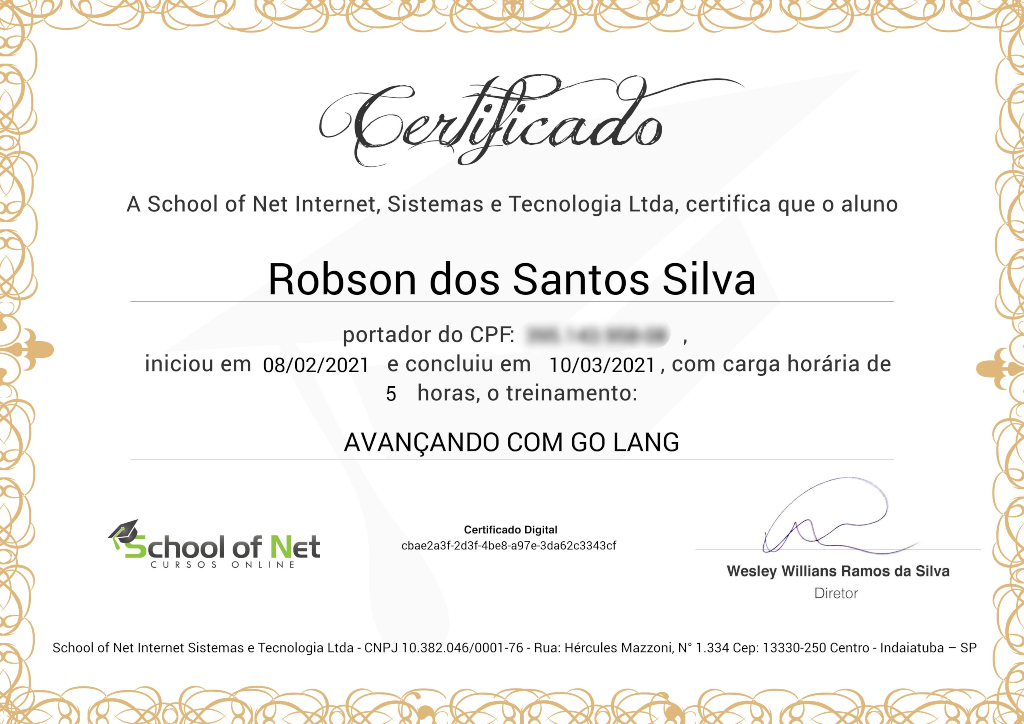 Certificado
A School of Net Internet, Sistemas e Tecnologia Ltda, certifica que o aluno
Robson dos Santos Silva
portador do CPF: ,
iniciou em 08/02/2021 e concluiu em 10/03/2021, com carga horária de
5 horas, o treinamento:
AVANÇANDO COM GO LANG
School of Net
CURSOS ONLINE
Certificado Digital
cbae2a3f-2d3f-4be8-a97e-3da62c3343cf
Wesley Willians Ramos da Silva
Diretor
School of Net Internet Sistemas e Tecnologia Ltda - CNPJ 10.382.046/0001-76 - Rua: Hércules Mazzoni, N° 1.334 Cep: 13330-250 Centro - Indaiatuba – SP